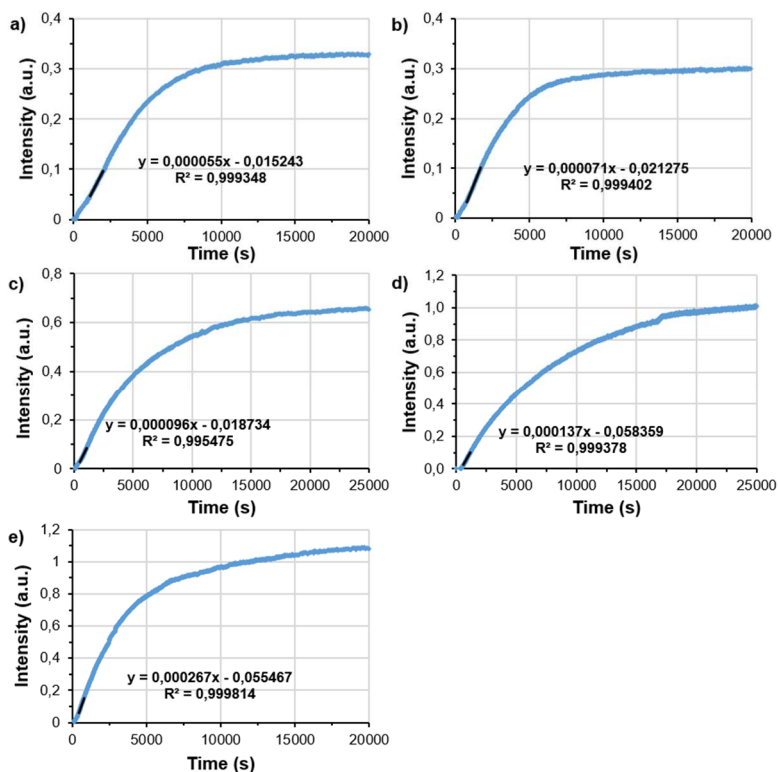 a)
Intensity (a.u.)
0,4
0,3
0,2
0,1
0
y = 0,000055x - 0,015243
R² = 0,999348
0 5000 10000 15000 20000
Time (s)
b)
Intensity (a.u.)
0,4
0,3
0,2
0,1
0
y = 0,000071x - 0,021275
R² = 0,999402
0 5000 10000 15000 20000
Time (s)
c)
Intensity (a.u.)
0,8
0,6
0,4
0,2
0
y = 0,000096x - 0,018734
R² = 0,995475
0 5000 10000 15000 20000 25000
Time (s)
d)
Intensity (a.u.)
1,2
1,0
0,8
0,6
0,4
0,2
0,0
y = 0,000137x - 0,058359
R² = 0,999378
0 5000 10000 15000 20000 25000
Time (s)
e)
Intensity (a.u.)
1,2
1
0,8
0,6
0,4
0,2
0
y = 0,000267x - 0,055467
R² = 0,999814
0 5000 10000 15000 20000
Time (s)